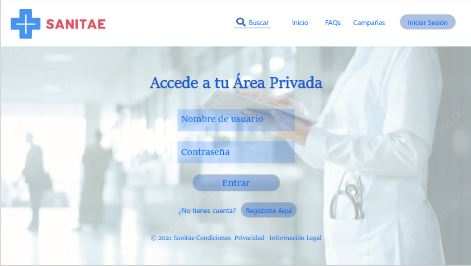 SANITAE
Buscar Inicio FAQs Campañas Iniciar Sesión
Accede a tu Área Privada
Nombre de usuario
Contraseña
Entrar
¿No tienes cuenta? Regístrate Aquí
© 2021 Sanitae Condiciones Privacidad Información Legal